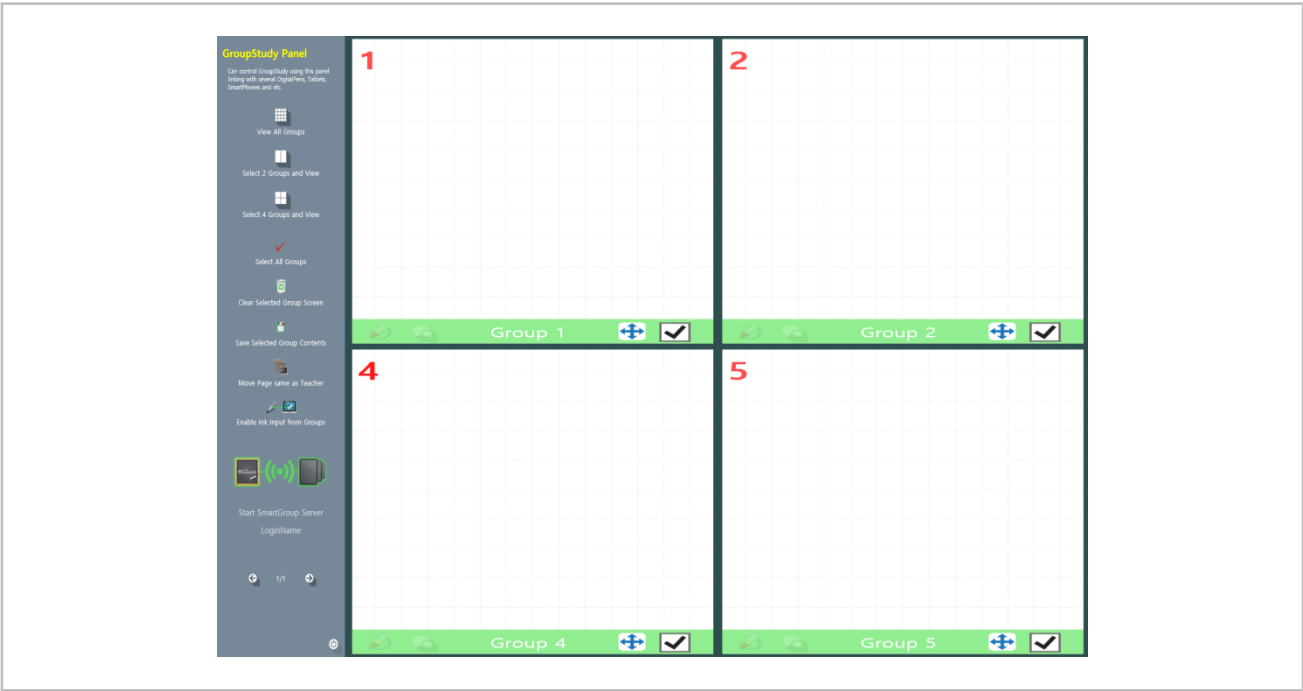 GroupStudy Panel
Can control GroupStudy using this panel
linking with several DigitalPens, Tablets,
SmartPhones and etc.
View All Groups
Select 2 Groups and View
Select 4 Groups and View
Select All Groups
Clear Selected Group Screen
Save Selected Group Contents
Move Page same as Teacher
Enable Ink Input from Groups
Start SmartGroup Server
LoginName
1/1
1
Group 1
2
Group 2
4
Group 4
5
Group 5